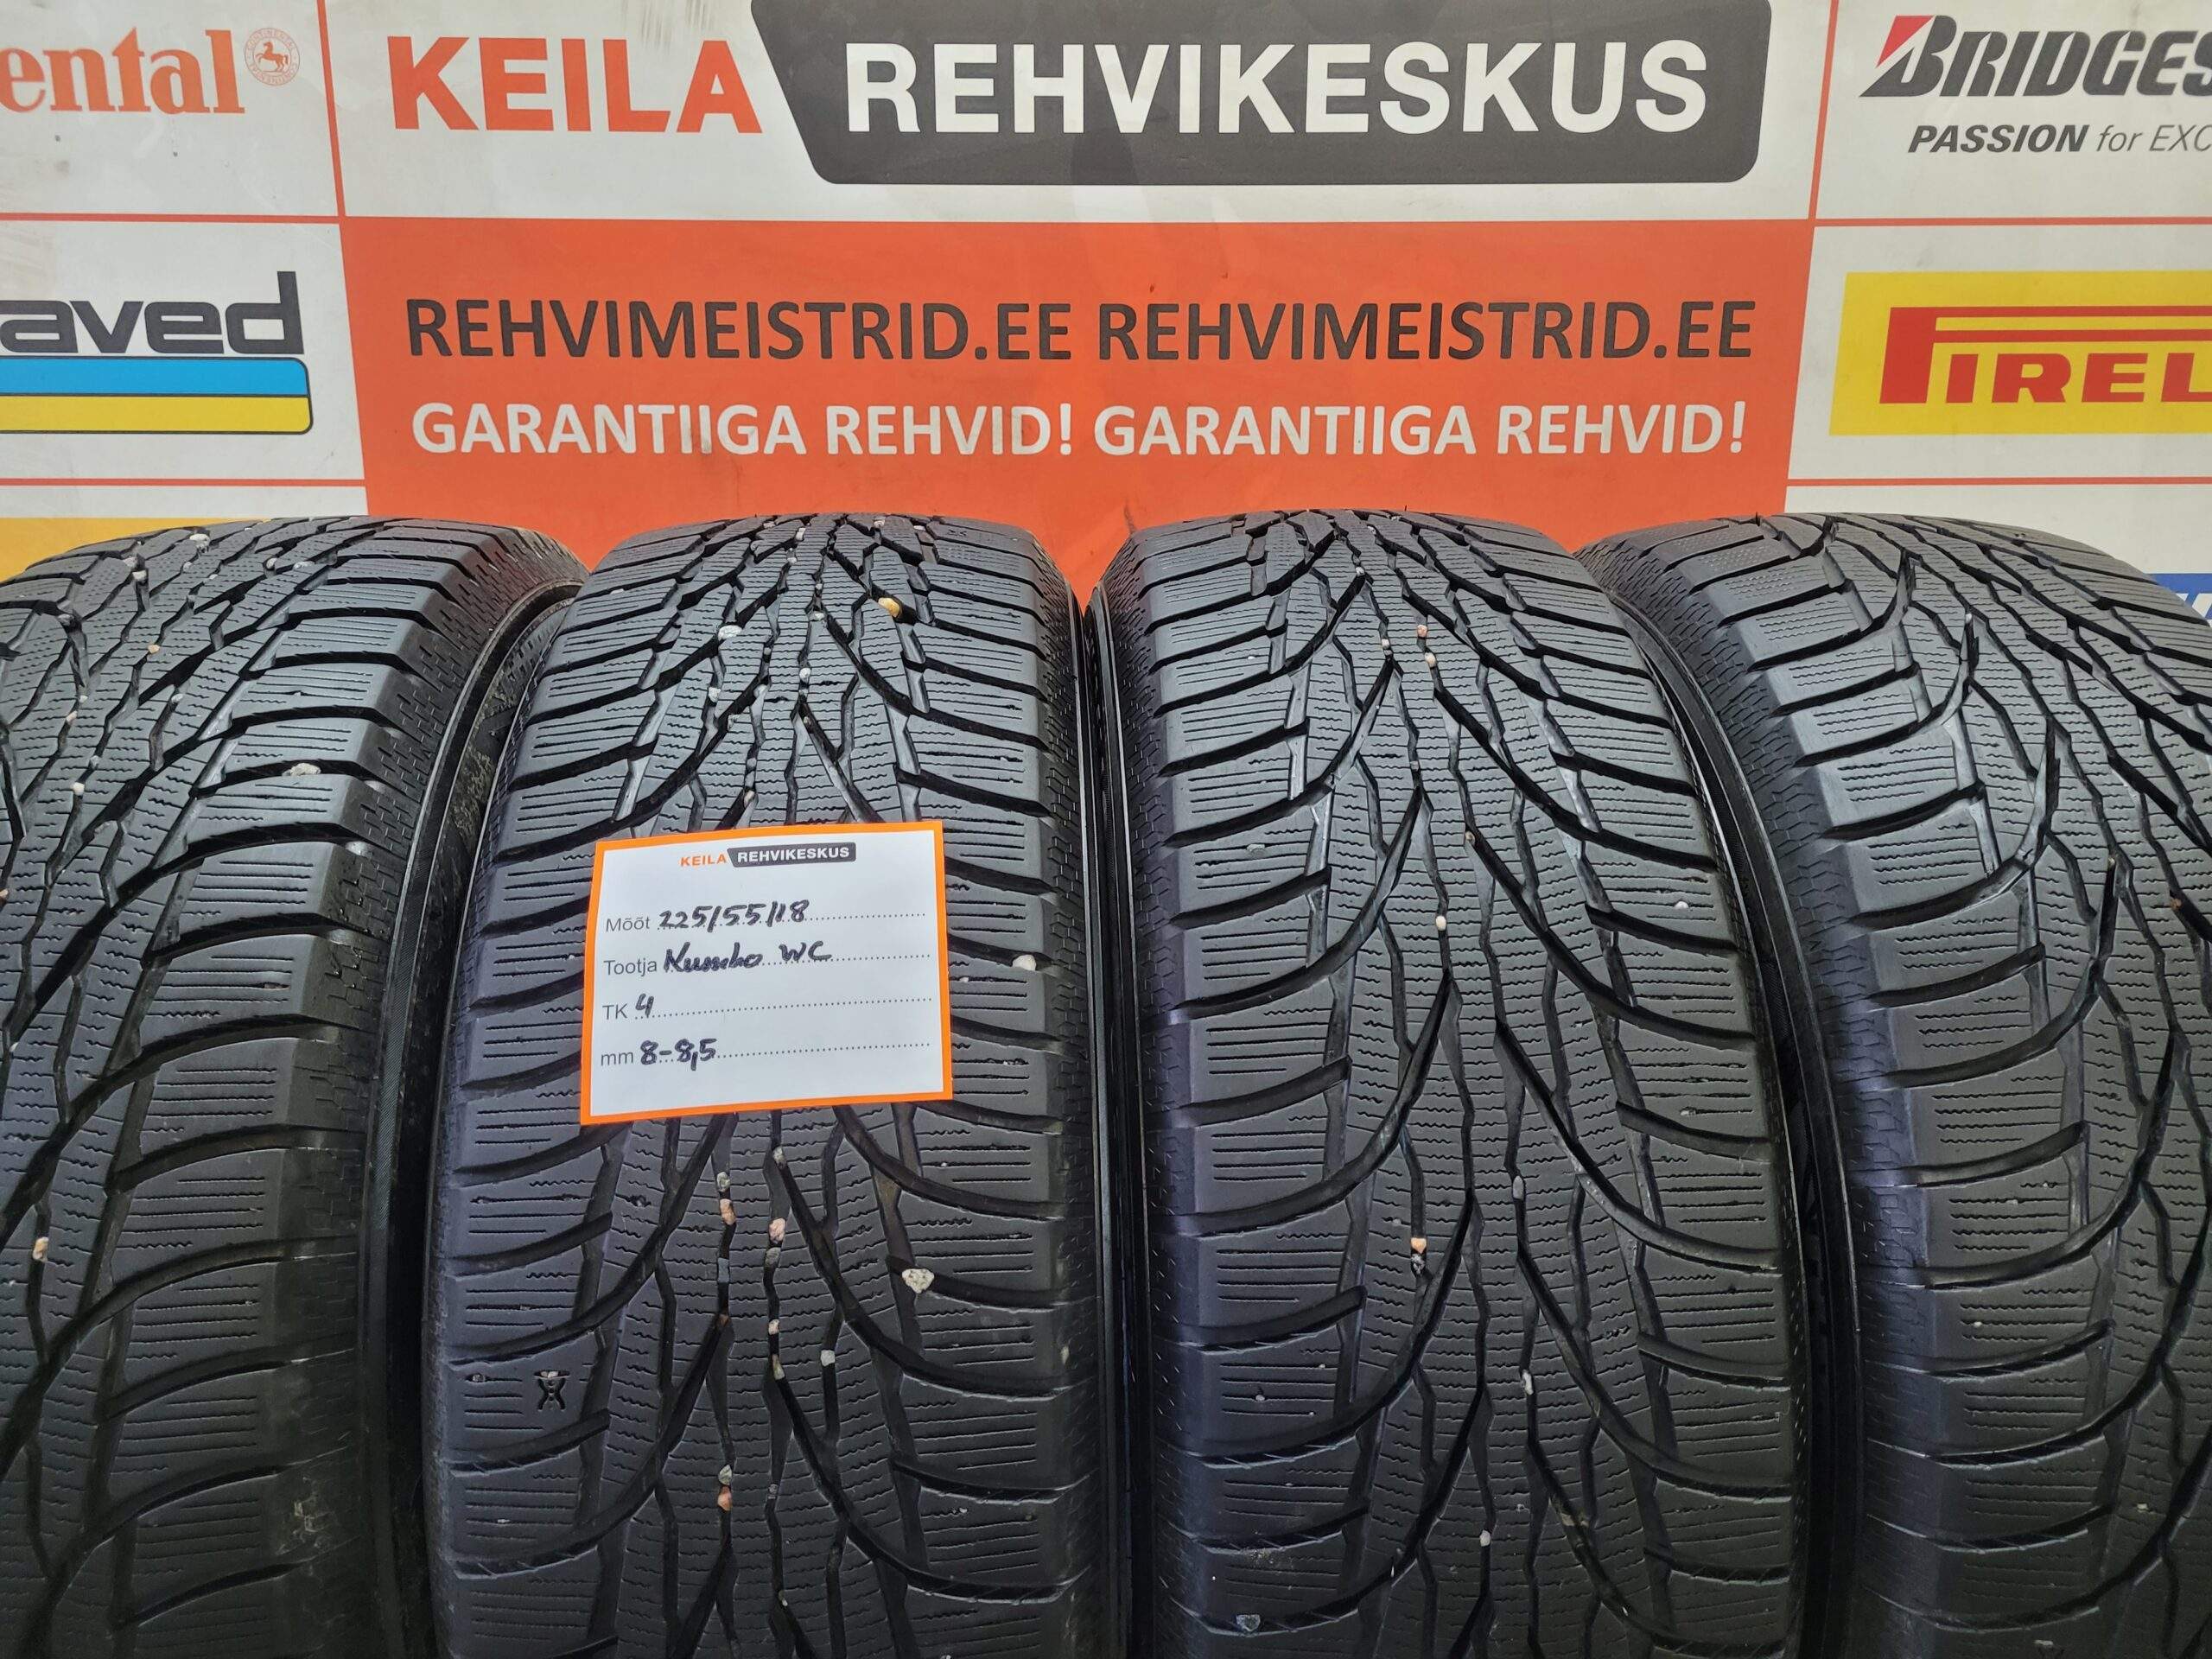 ental
KEILA REHVIKESKUS
BRIDGES
PASSION for EXC
aved
REHVIMEISTRID.EE REHVIMEISTRID.EE
GARANTIIGA REHVID! GARANTIIGA REHVID!
PIREL
KEILA REHVIKESKUS
Mõõt 225/55/18
Tootja Kumho WC
TK 4
mm 8-8,5